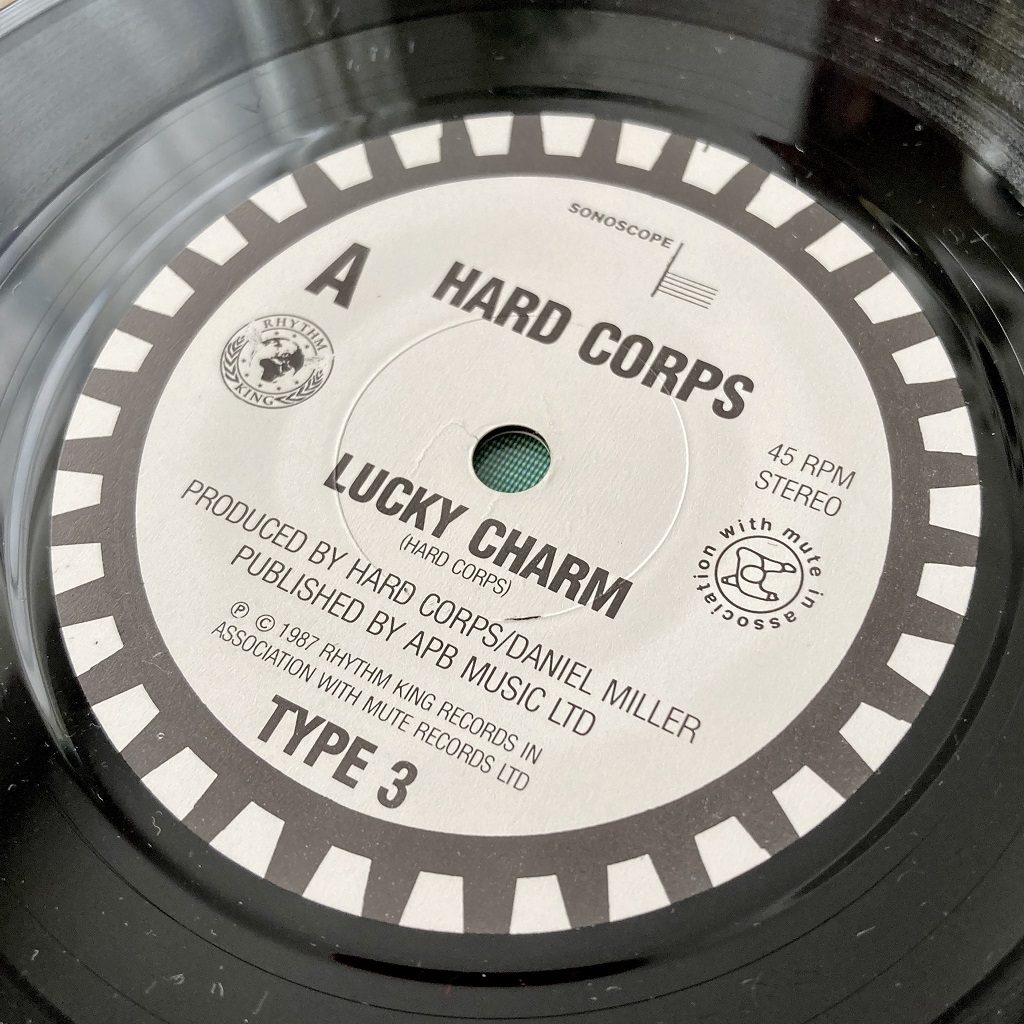 SONOSCOPE
A
HARD CORPS
RHYTHM
KING
45 RPM
STEREO
LUCKY CHARM
(HARD CORPS)
in association with mute
PRODUCED BY HARD CORPS/DANIEL MILLER
PUBLISHED BY APB MUSIC LTD
℗ © 1987 RHYTHM KING RECORDS IN
ASSOCIATION WITH MUTE RECORDS LTD
TYPE 3